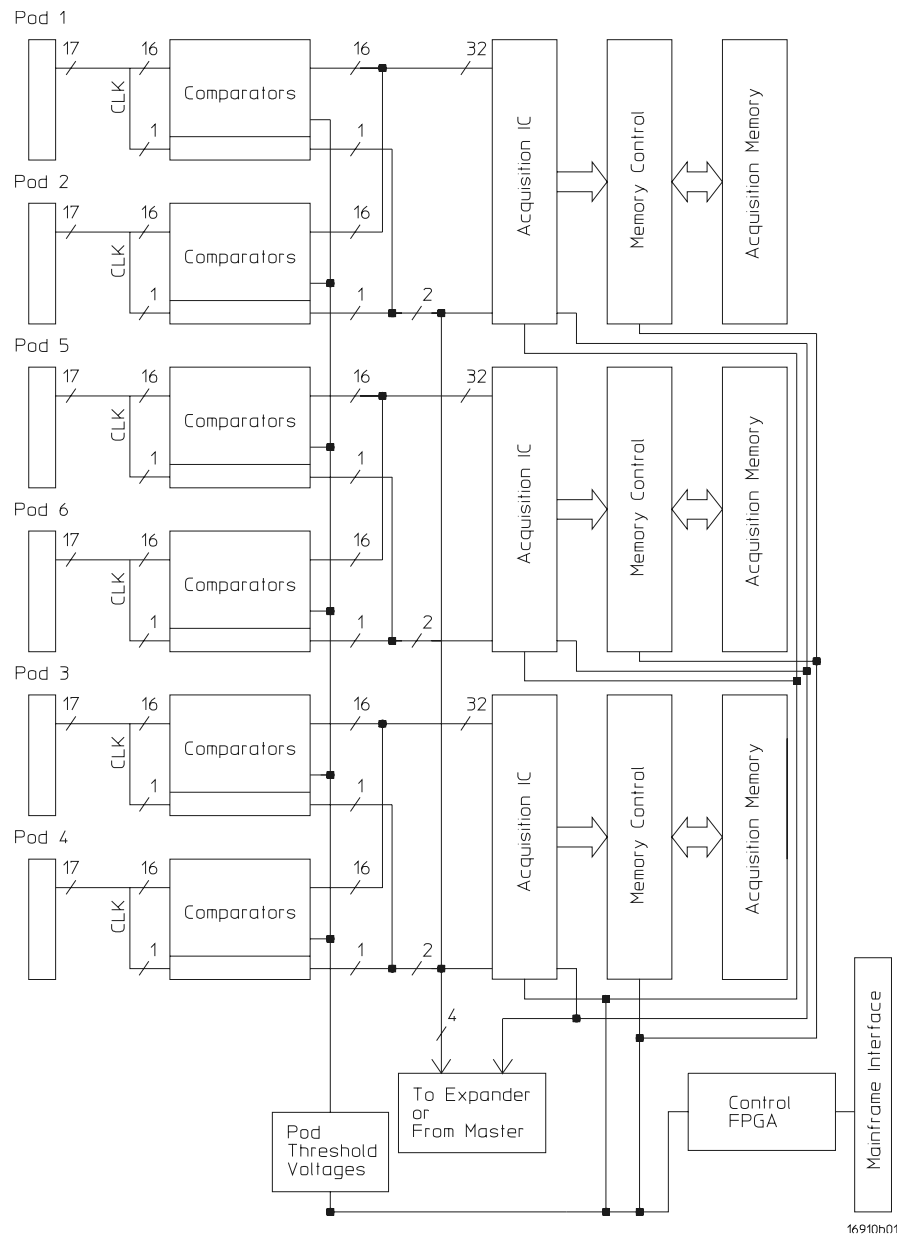 Pod 1
17
16
16
32
CLK
Comparators
1
1
Acquisition IC
Memory Control
Acquisition Memory
Pod 2
17
16
16
CLK
Comparators
1
1
2
Pod 5
17
16
16
32
CLK
Comparators
1
1
Acquisition IC
Memory Control
Acquisition Memory
Pod 6
17
16
16
CLK
Comparators
1
1
2
Pod 3
17
16
16
32
CLK
Comparators
1
1
Acquisition IC
Memory Control
Acquisition Memory
Pod 4
17
16
16
CLK
Comparators
1
1
2
4
To Expander
or
From Master
Pod
Threshold
Voltages
Control
FPGA
Mainframe Interface
16910b01